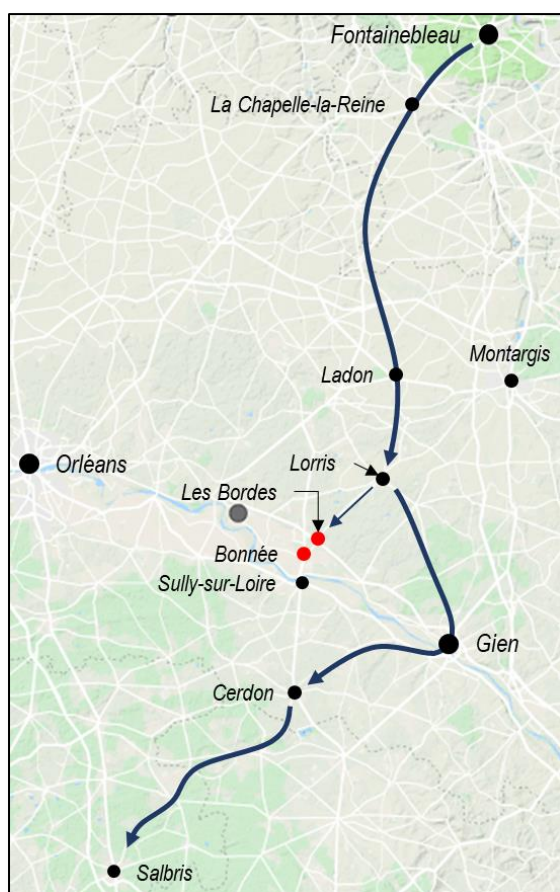 Fontainebleau
La Chapelle-la-Reine
Montargis
Ladon
Lorris
Orléans
Les Bordes
Bonnée
Sully-sur-Loire
Gien
Cerdon
Salbris